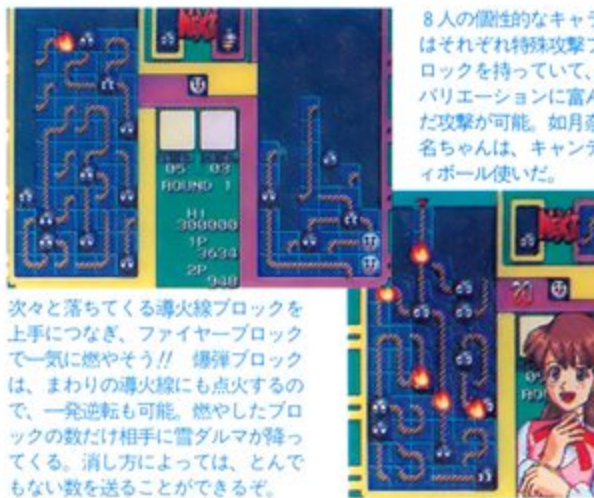 8人の個性的なキャラ
はそれぞれ特殊攻撃ブ
ロックを持っていて、
バリエーションに富ん
だ攻撃が可能。如月奈
名ちゃんは、キャンデ
ィボール使いだ。
NEXT
05 03
ROUND 1
HI
300000
1P
3634
2P
948
次々と落ちてくる導火線ブロックを
上手につなぎ、ファイヤーブロック
で一気に燃やそう!! 爆弾ブロック
は、まわりの導火線にも点火するの
で、一発逆転も可能。燃やしたブロ
ックの数だけ相手に雪ダルマが降っ
てくる。消し方によっては、とんで
もない数を送ることができるぞ。
NEXT